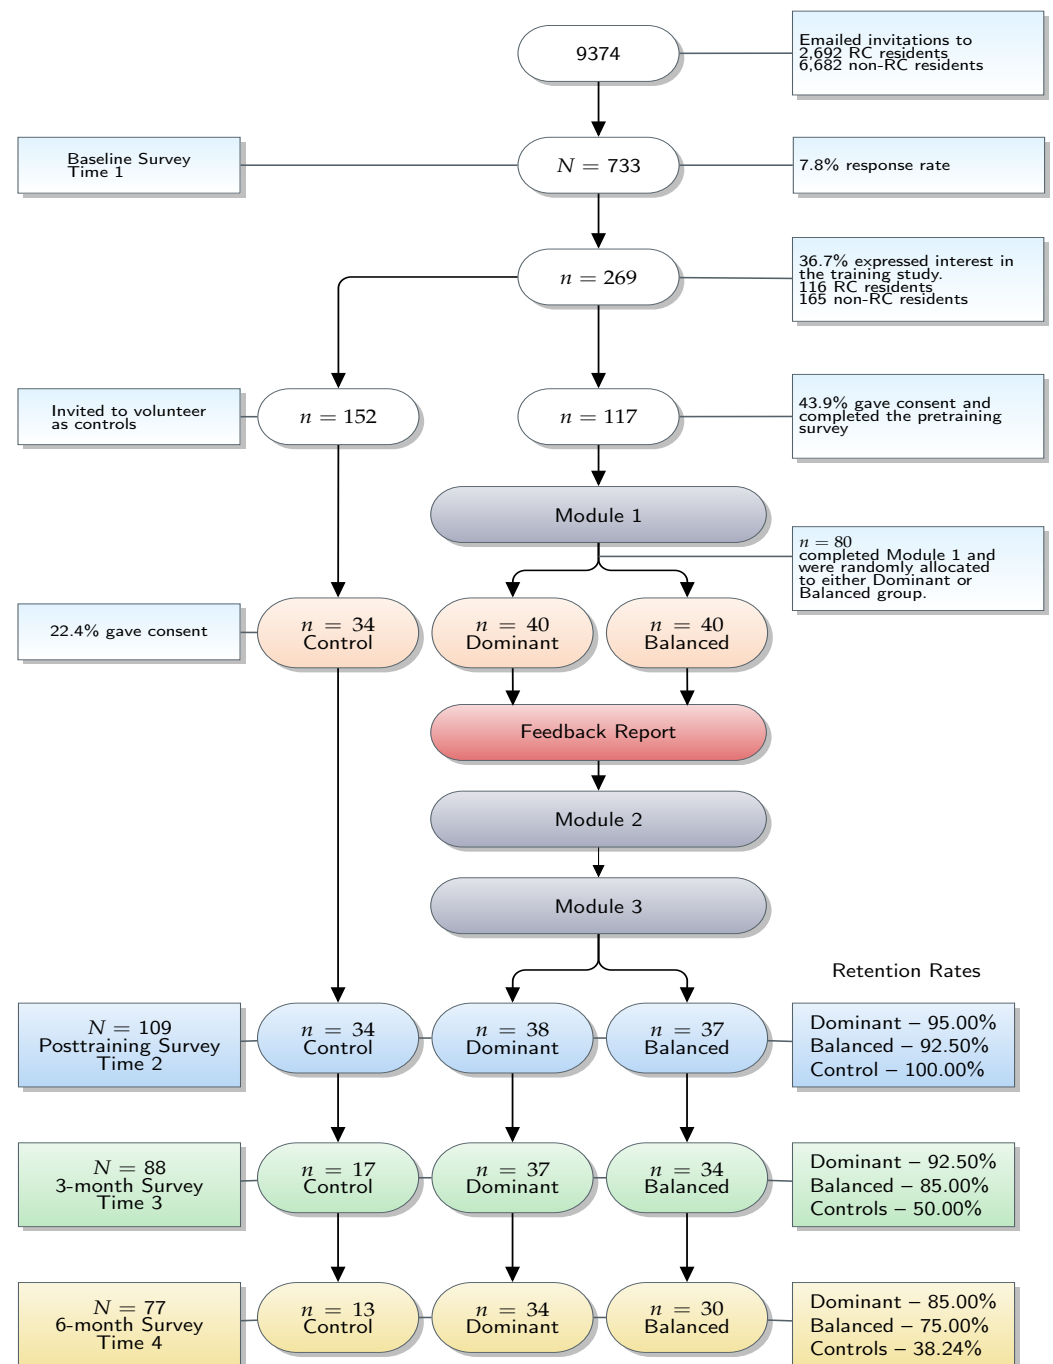 9374
Emailed invitations to
2,692 RC residents
6,682 non-RC residents
Baseline Survey
Time 1
N = 733
7.8% response rate
n = 269
36.7% expressed interest in
the training study.
116 RC residents
165 non-RC residents
Invited to volunteer
as controls
n = 152
n = 117
43.9% gave consent and
completed the pretraining
survey
Module 1
n = 80
completed Module 1 and
were randomly allocated
to either Dominant or
Balanced group.
22.4% gave consent
n = 34
Control
n = 40
Dominant
n = 40
Balanced
Feedback Report
Module 2
Module 3
Retention Rates
N = 109
Posttraining Survey
Time 2
n = 34
Control
n = 38
Dominant
n = 37
Balanced
Dominant – 95.00%
Balanced – 92.50%
Control – 100.00%
N = 88
3-month Survey
Time 3
n = 17
Control
n = 37
Dominant
n = 34
Balanced
Dominant – 92.50%
Balanced – 85.00%
Controls – 50.00%
N = 77
6-month Survey
Time 4
n = 13
Control
n = 34
Dominant
n = 30
Balanced
Dominant – 85.00%
Balanced – 75.00%
Controls – 38.24%